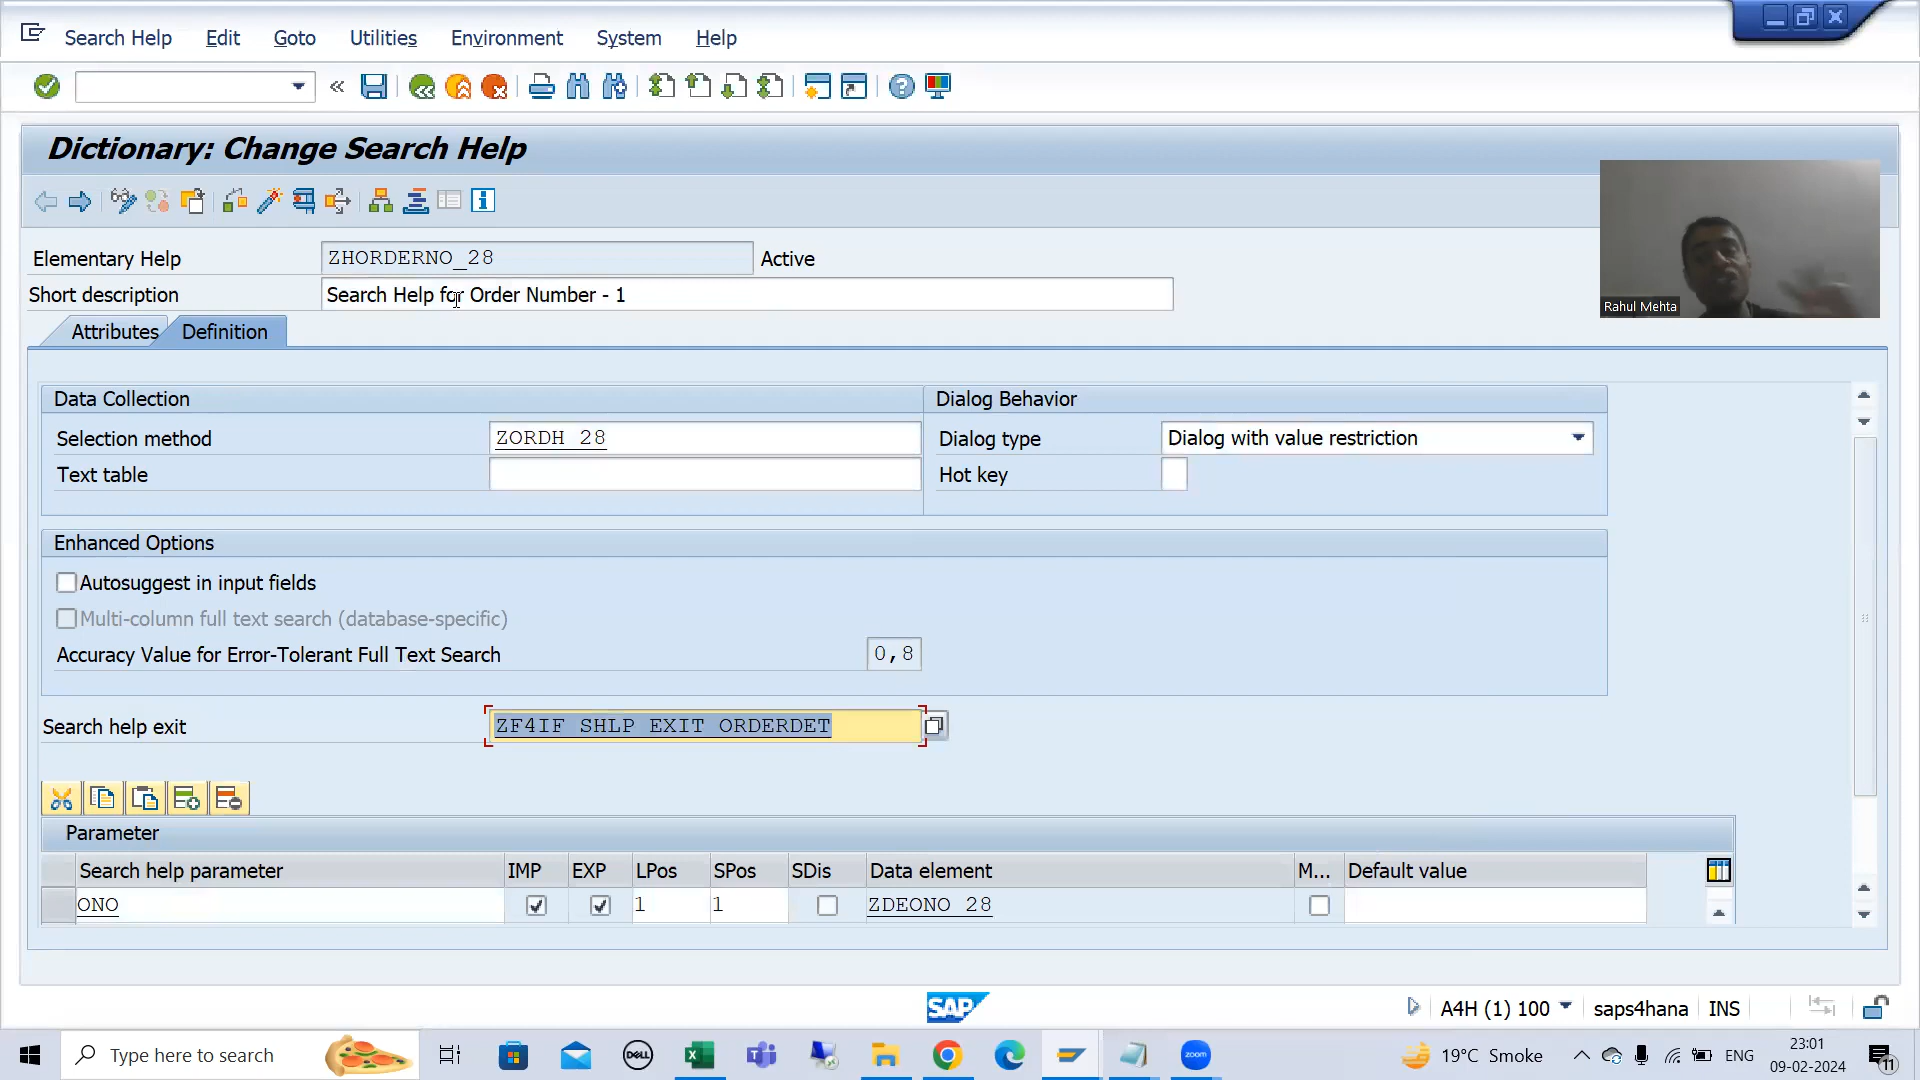 Search Help Edit Goto Utilities Environment System Help
Dictionary: Change Search Help
Elementary Help ZHORDERNO_28 Active
Short description Search Help for Order Number - 1
Rahul Mehta
Attributes Definition
Data Collection Dialog Behavior
Selection method ZORDH_28 Dialog type Dialog with value restriction
Text table Hot key
Enhanced Options
Autosuggest in input fields
Multi-column full text search (database-specific)
Accuracy Value for Error-Tolerant Full Text Search 0,8
Search help exit ZF4IF_SHLP_EXIT_ORDERDET
Parameter
Search help parameter IMP EXP LPos SPos SDis Data element M... Default value
ONO 1 1 ZDEONO_28
SAP A4H (1) 100 saps4hana INS
Type here to search DELL zoom 19°C Smoke ENG 23:01
09-02-2024 11